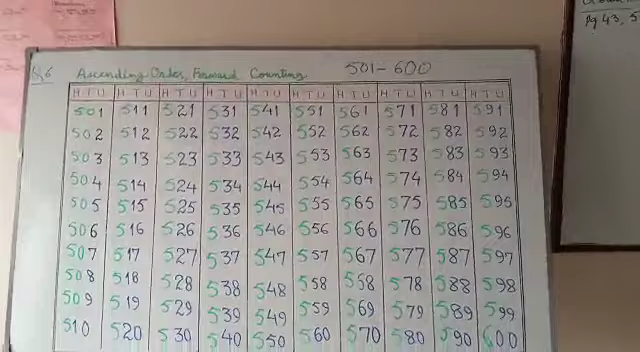 Q6 Ascending Order, Forward Counting 501-600
H T U H T U H T U H T U H T U H T U H T U H T U H T U H T U
501 511 521 531 541 551 561 571 581 591
502 512 522 532 542 552 562 572 582 592
503 513 523 533 543 553 563 573 583 593
504 514 524 534 544 554 564 574 584 594
505 515 525 535 545 555 565 575 585 595
506 516 526 536 546 556 566 576 586 596
507 517 527 537 547 557 567 577 587 597
508 518 528 538 548 558 558 578 588 598
509 519 529 539 549 559 569 579 589 599
510 520 530 540 550 560 570 580 590 600
Pg 43, 5